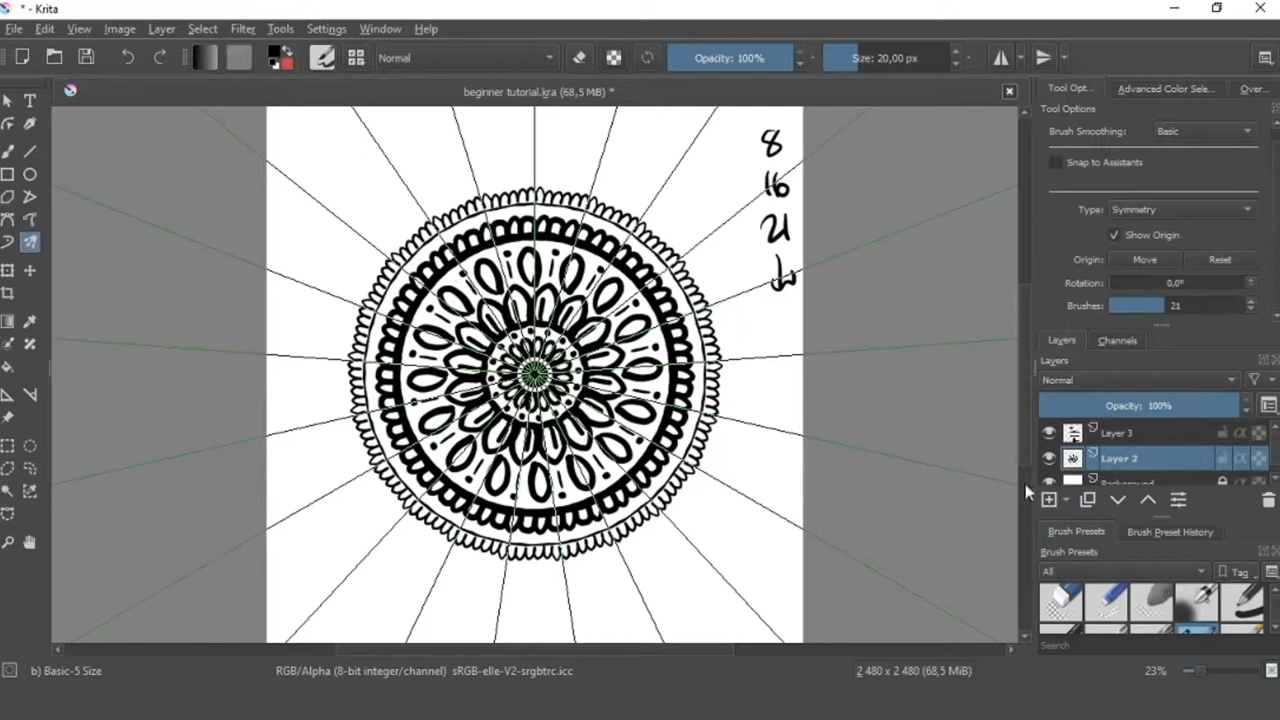 * - Krita
File Edit View Image Layer Select Filter Tools Settings Window Help
Normal Opacity: 100% Size: 20,00 px
beginner tutorial.kra (68,5 MiB) *
8
16
21
Tool Opt... Advanced Color Sele... Over...
Tool Options
Brush Smoothing: Basic
Snap to Assistants
Type: Symmetry
Show Origin
Origin: Move Reset
Rotation: 0,0°
Brushes: 21
Layers Channels
Layers
Normal
Opacity: 100%
Layer 3
Layer 2
Background
Brush Presets Brush Preset History
Brush Presets
All Tag
Search
b) Basic-5 Size RGB/Alpha (8-bit integer/channel) sRGB-elle-V2-srgbtrc.icc 2 480 x 2 480 (68,5 MiB) 23%